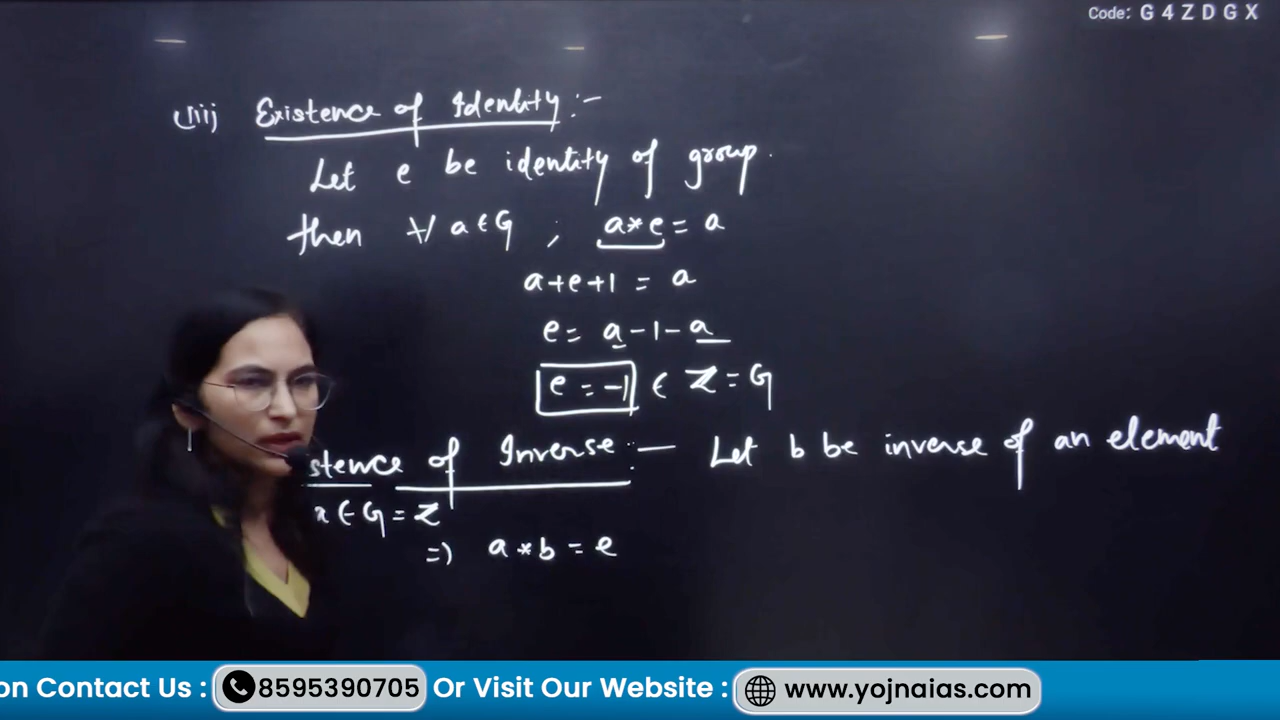 Code: G 4 Z D G X
(iii) Existence of Identity :-
Let e be identity of group.
then ∀ a ∈ G ; a * e = a
a + e + 1 = a
e = a - 1 - a
e = -1 ∈ Z = G
stence of Inverse :- Let b be inverse of an element
∈ G = Z
=) a * b = e
on Contact Us : 8595390705 Or Visit Our Website : www.yojnaias.com